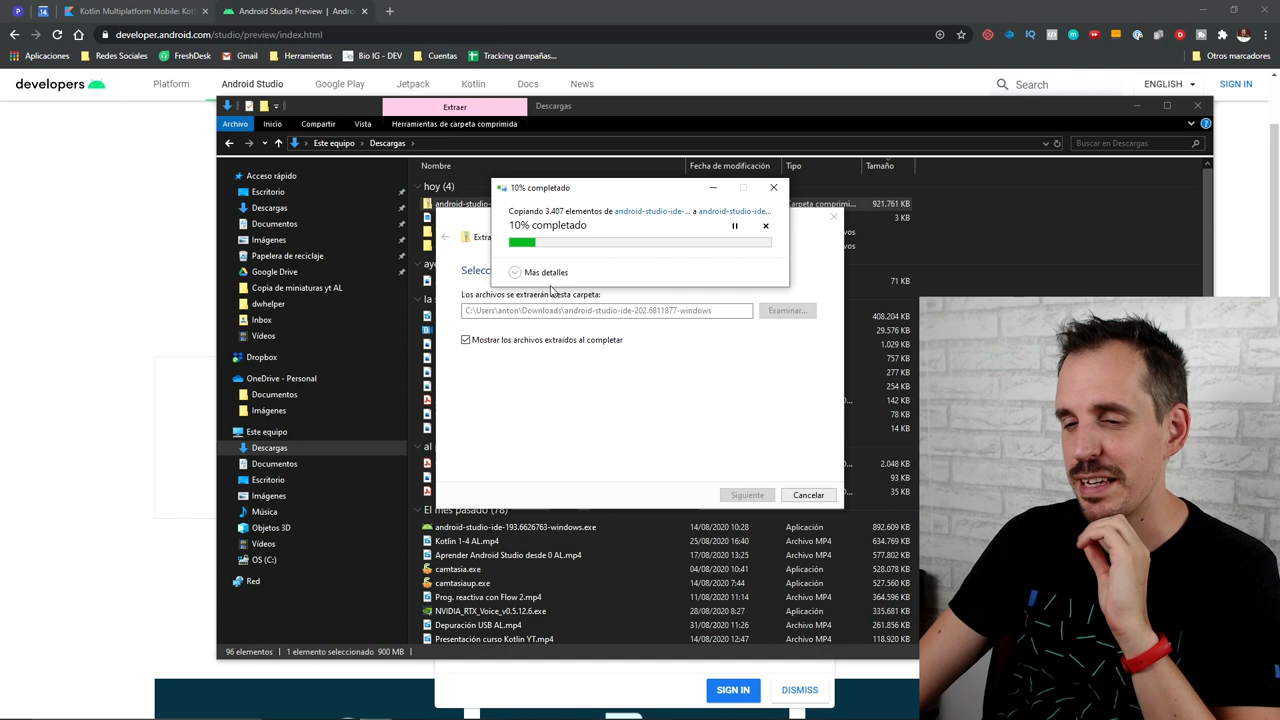 Kotlin Multiplatform Mobile: Kot
Android Studio Preview | Andro
developer.android.com/studio/preview/index.html
Aplicaciones
Redes Sociales
FreshDesk
Gmail
Herramientas
Bio IG - DEV
Cuentas
Tracking campañas...
Otros marcadores
developers
Platform
Android Studio
Google Play
Jetpack
Kotlin
Docs
News
Search
ENGLISH
SIGN IN
Extraer
Descargas
Archivo
Inicio
Compartir
Vista
Herramientas de carpeta comprimida
Este equipo
Descargas
Buscar en Descargas
Nombre
Fecha de modificación
Tipo
Tamaño
Acceso rápido
Escritorio
Descargas
Documentos
Imágenes
Papelera de reciclaje
Google Drive
Copia de miniaturas yt AL
dwhelper
Inbox
Vídeos
Dropbox
OneDrive - Personal
Documentos
Imágenes
Este equipo
Descargas
Documentos
Escritorio
Imágenes
Música
Objetos 3D
Vídeos
OS (C:)
Red
hoy (4)
921.761 KB
3 KB
71 KB
408.204 KB
29.576 KB
1.029 KB
757 KB
277 KB
254 KB
142 KB
78 KB
14 KB
2.048 KB
93 KB
35 KB
10% completado
Copiando 3.407 elementos de android-studio-ide-... a android-studio-ide...
10% completado
Más detalles
Extra
Selecc
Los archivos se extraerán esta carpeta:
C:\Users\anton\Downloads\android-studio-ide-202.6811877-windows
Examinar...
Mostrar los archivos extraídos al completar
Siguiente
Cancelar
El mes pasado (78)
android-studio-ide-193.6626763-windows.exe 14/08/2020 10:28 Aplicación 892.609 KB
Kotlin 1-4 AL.mp4 25/08/2020 16:40 Archivo MP4 634.769 KB
Aprender Android Studio desde 0 AL.mp4 17/08/2020 13:25 Archivo MP4 577.802 KB
camtasia.exe 04/08/2020 10:41 Aplicación 528.078 KB
camtasiaup.exe 14/08/2020 7:44 Aplicación 527.560 KB
Prog. reactiva con Flow 2.mp4 11/08/2020 11:14 Archivo MP4 364.596 KB
NVIDIA_RTX_Voice_v0.5.12.6.exe 28/08/2020 8:27 Aplicación 335.681 KB
Depuración USB AL.mp4 31/08/2020 11:26 Archivo MP4 261.856 KB
Presentación curso Kotlin YT.mp4 14/08/2020 12:47 Archivo MP4 118.920 KB
96 elementos
1 elemento seleccionado 900 MB
SIGN IN
DISMISS